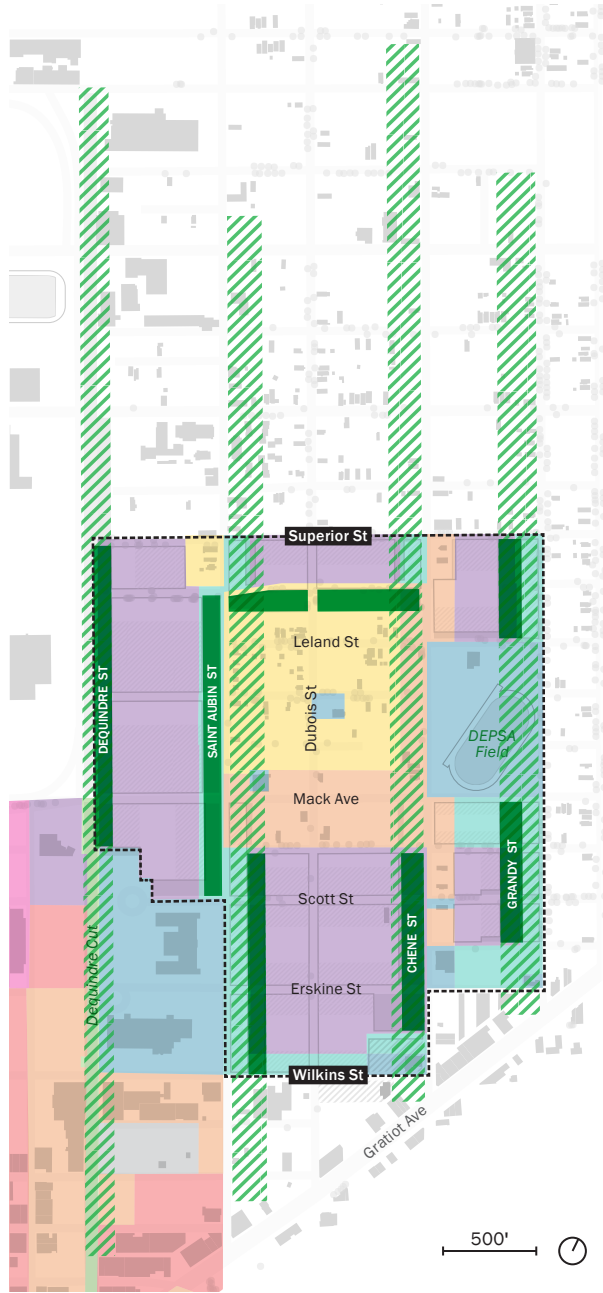 Superior St
Leland St
DEQUINDRE ST
SAINT AUBIN ST
Dubois St
DEPSA
Field
Mack Ave
Scott St
CHENE ST
GRANDY ST
Dequindre Cut
Erskine St
Wilkins St
Gratiot Ave
500'